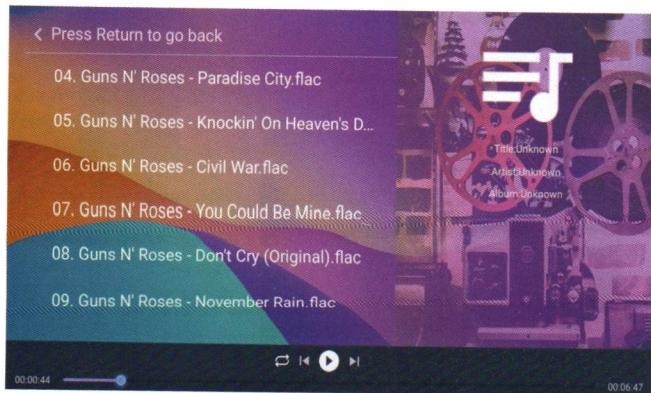 Press Return to go back
04. Guns N' Roses - Paradise City.flac
05. Guns N' Roses - Knockin' On Heaven's D...
06. Guns N' Roses - Civil War.flac
07. Guns N' Roses - You Could Be Mine.flac
08. Guns N' Roses - Don't Cry (Original).flac
09. Guns N' Roses - November Rain.flac
Title:Unknown
Artist:Unknown
Album:Unknown
00:00:44
00:06:47